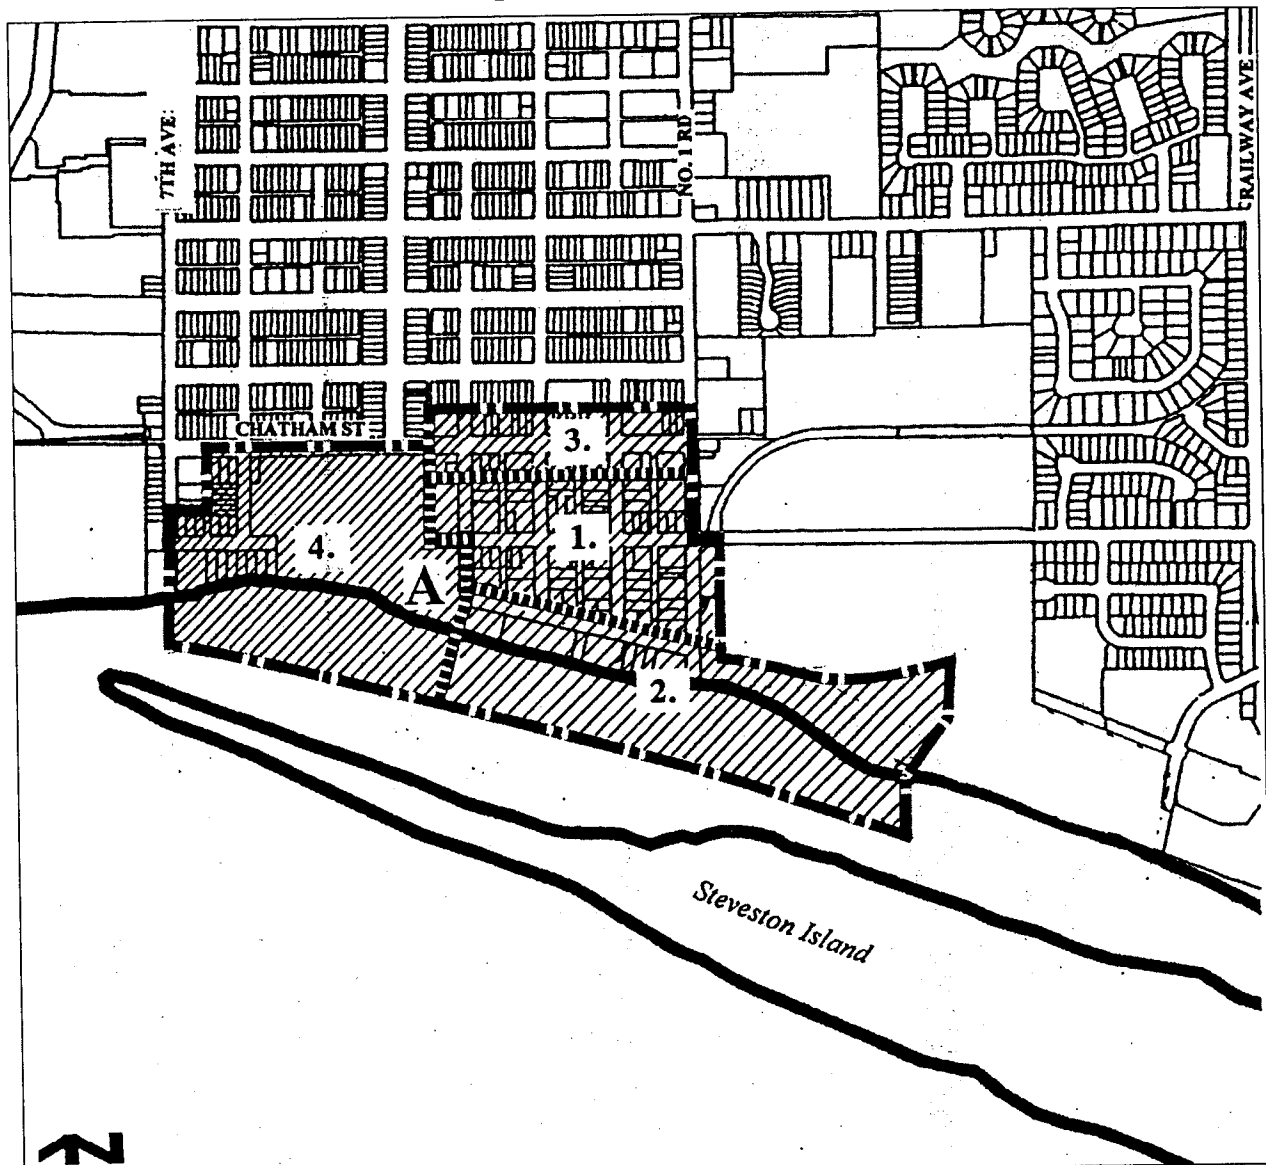 7TH AVE.
NO. 1 RD
RAILWAY AVE
CHATHAM ST
3.
1.
4.
A
2.
Steveston Island
N